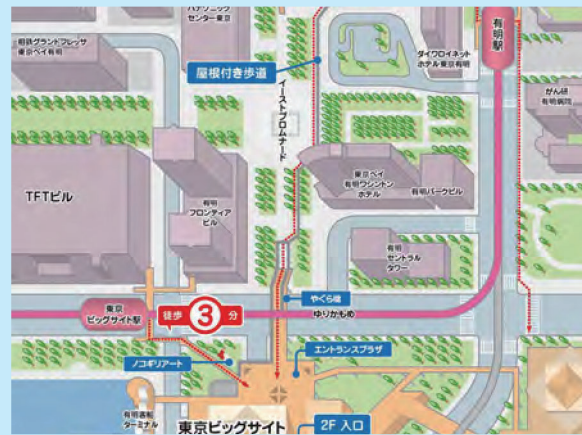 パナソニック
センター東京
相鉄グランドフレッサ
東京ベイ有明
屋根付き歩道
ダイワロイネット
ホテル東京有明
有明駅
がん研
有明病院
イーストプロムナード
TFTビル
有明
フロンティア
ビル
東京ベイ
有明ワシントン
ホテル
有明パークビル
有明
セントラル
タワー
東京
ビッグサイト駅
徒歩 3 分
やぐら橋
ゆりかもめ
ノコギリアート
エントランスプラザ
有明客船
ターミナル
東京ビッグサイト
2F 入口